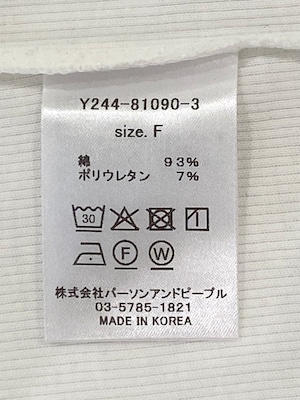 Y244-81090-3
size. F
綿 93%
ポリウレタン 7%
30
F W
株式会社パーソンアンドピープル
03-5785-1821
MADE IN KOREA